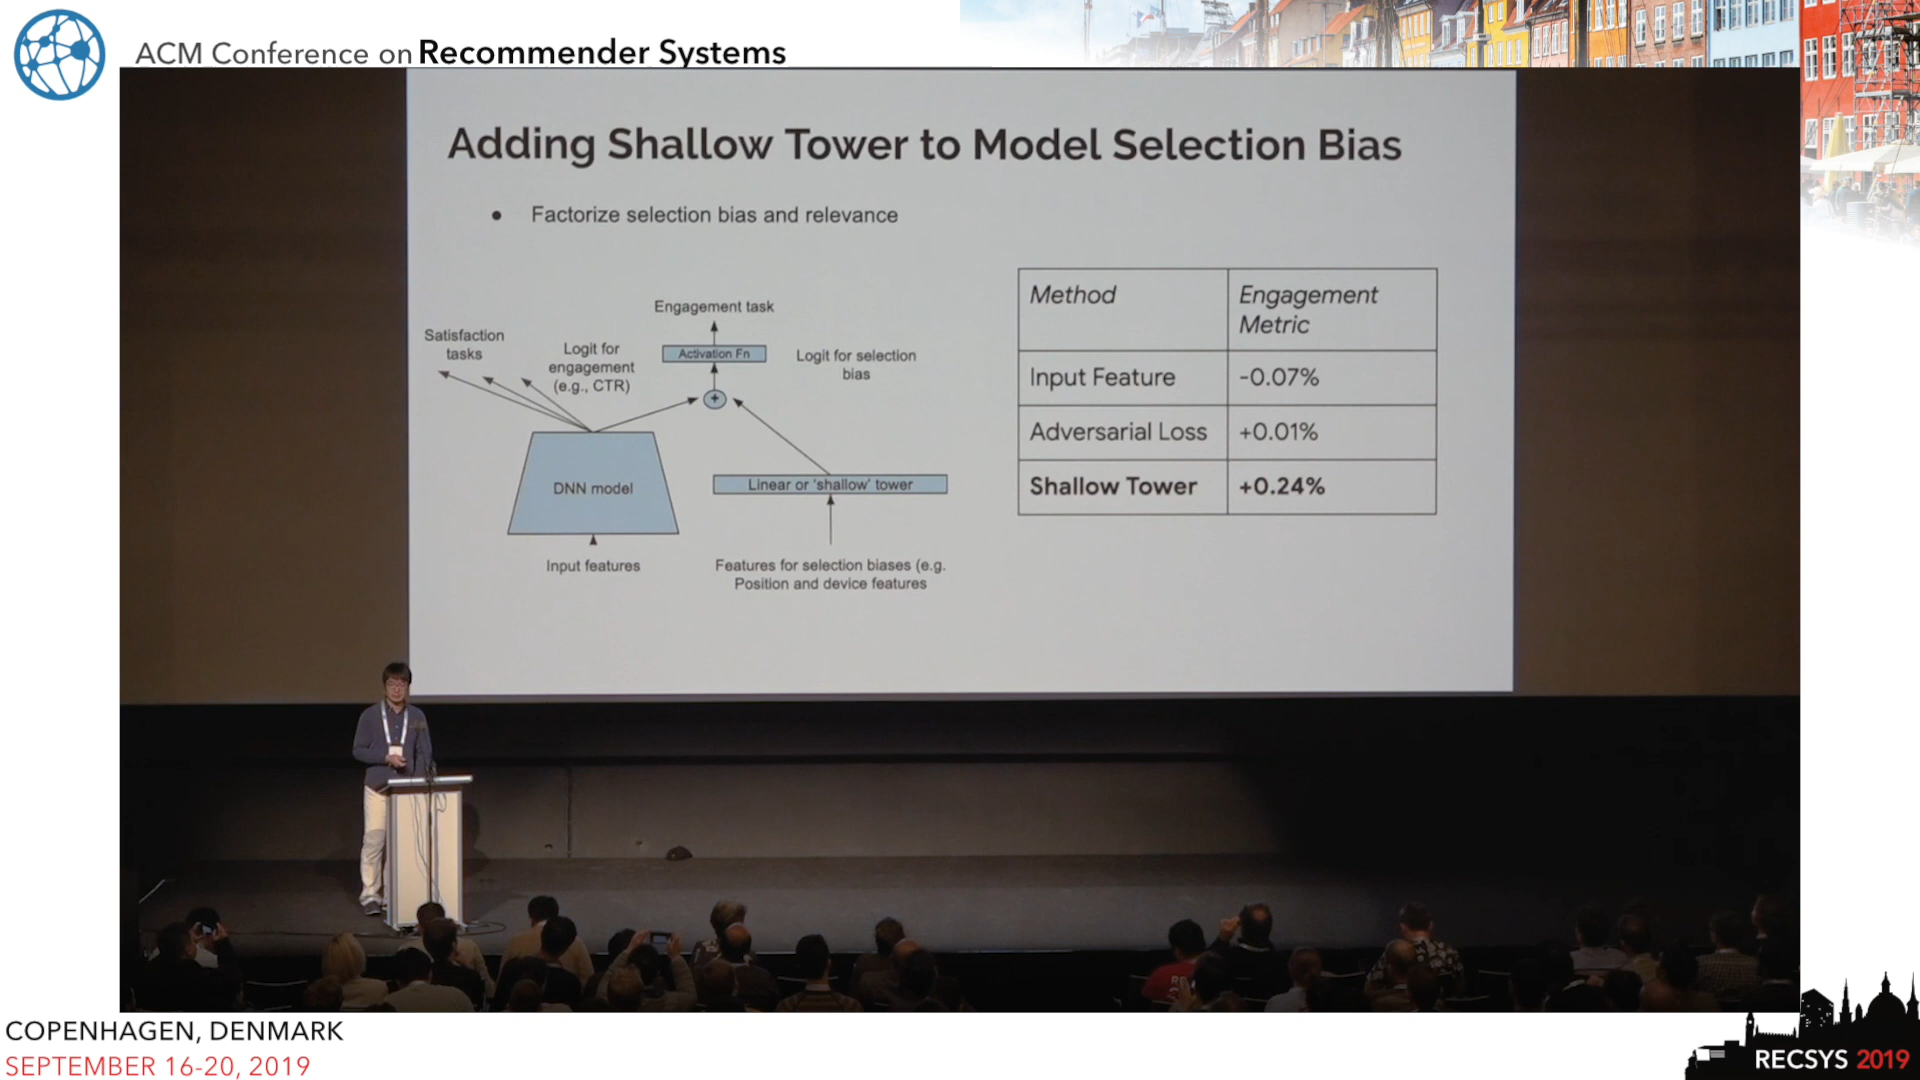 ACM Conference on Recommender Systems
Adding Shallow Tower to Model Selection Bias
● Factorize selection bias and relevance
Engagement task
Satisfaction
tasks
Logit for
engagement
(e.g., CTR)
Activation Fn
Logit for selection
bias
+
DNN model
Linear or 'shallow' tower
Input features
Features for selection biases (e.g.
Position and device features
Method
Engagement
Metric
Input Feature
-0.07%
Adversarial Loss
+0.01%
Shallow Tower
+0.24%
COPENHAGEN, DENMARK
SEPTEMBER 16-20, 2019
RECSYS 2019